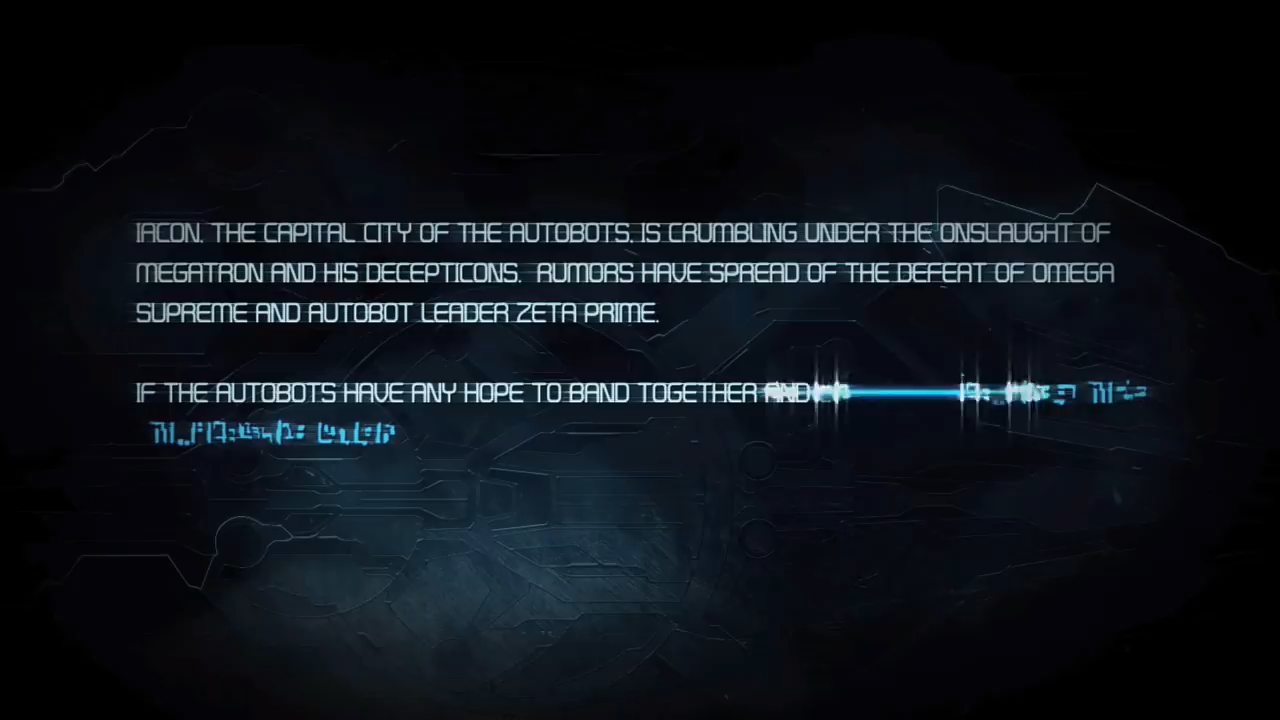 IACON, THE CAPITAL CITY OF THE AUTOBOTS, IS CRUMBLING UNDER THE ONSLAUGHT OF
MEGATRON AND HIS DECEPTICONS.  RUMORS HAVE SPREAD OF THE DEFEAT OF OMEGA
SUPREME AND AUTOBOT LEADER ZETA PRIME.
IF THE AUTOBOTS HAVE ANY HOPE TO BAND TOGETHER AND